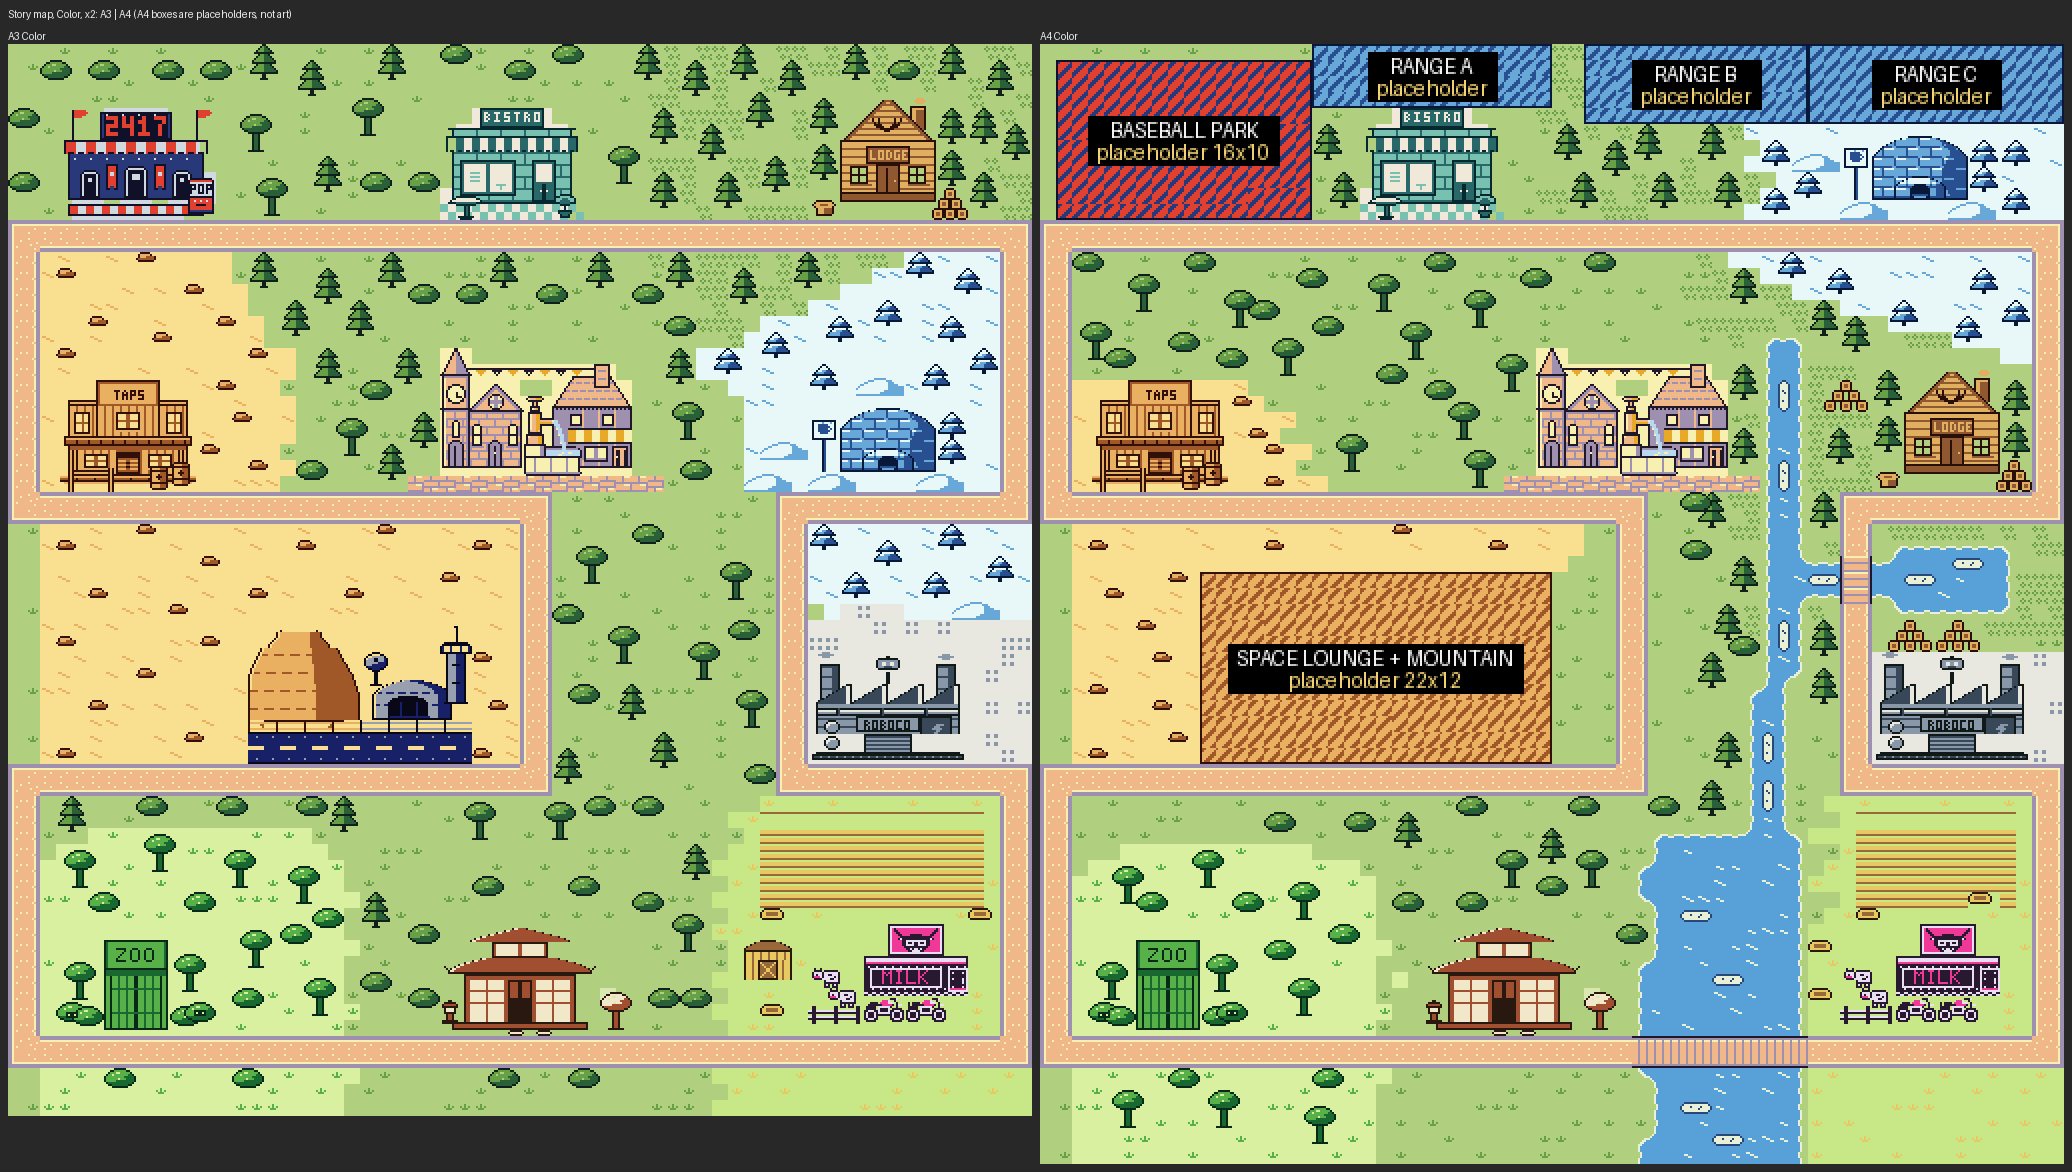 Story map, Color, x2: A3 | A4 (A4 boxes are placeholders, not art)
A3 Color
2417
POP
BISTRO
LODGE
TAPS
ROBOCO
ZOO
MILK
A4 Color
RANGE A
placeholder
RANGE B
placeholder
RANGE C
placeholder
BASEBALL PARK
placeholder 16x10
BISTRO
TAPS
LODGE
SPACE LOUNGE + MOUNTAIN
placeholder 22x12
ROBOCO
ZOO
MILK